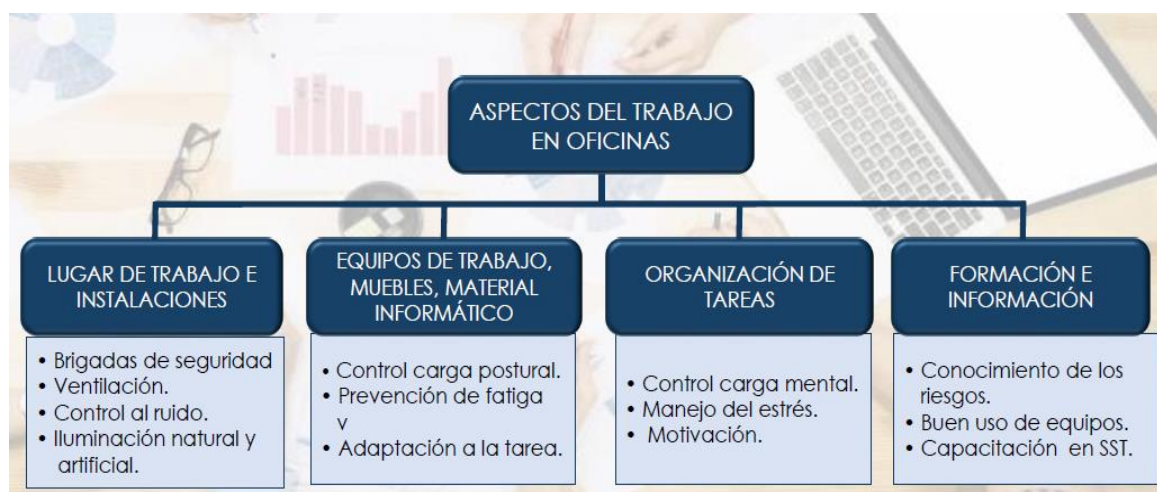 ASPECTOS DEL TRABAJO
EN OFICINAS
LUGAR DE TRABAJO E
INSTALACIONES
• Brigadas de seguridad
• Ventilación.
• Control al ruido.
• Iluminación natural y
artificial.
EQUIPOS DE TRABAJO,
MUEBLES, MATERIAL
INFORMÁTICO
• Control carga postural.
• Prevención de fatiga
v
• Adaptación a la tarea.
ORGANIZACIÓN DE
TAREAS
• Control carga mental.
• Manejo del estrés.
• Motivación.
FORMACIÓN E
INFORMACIÓN
• Conocimiento de los
riesgos.
• Buen uso de equipos.
• Capacitación en SST.